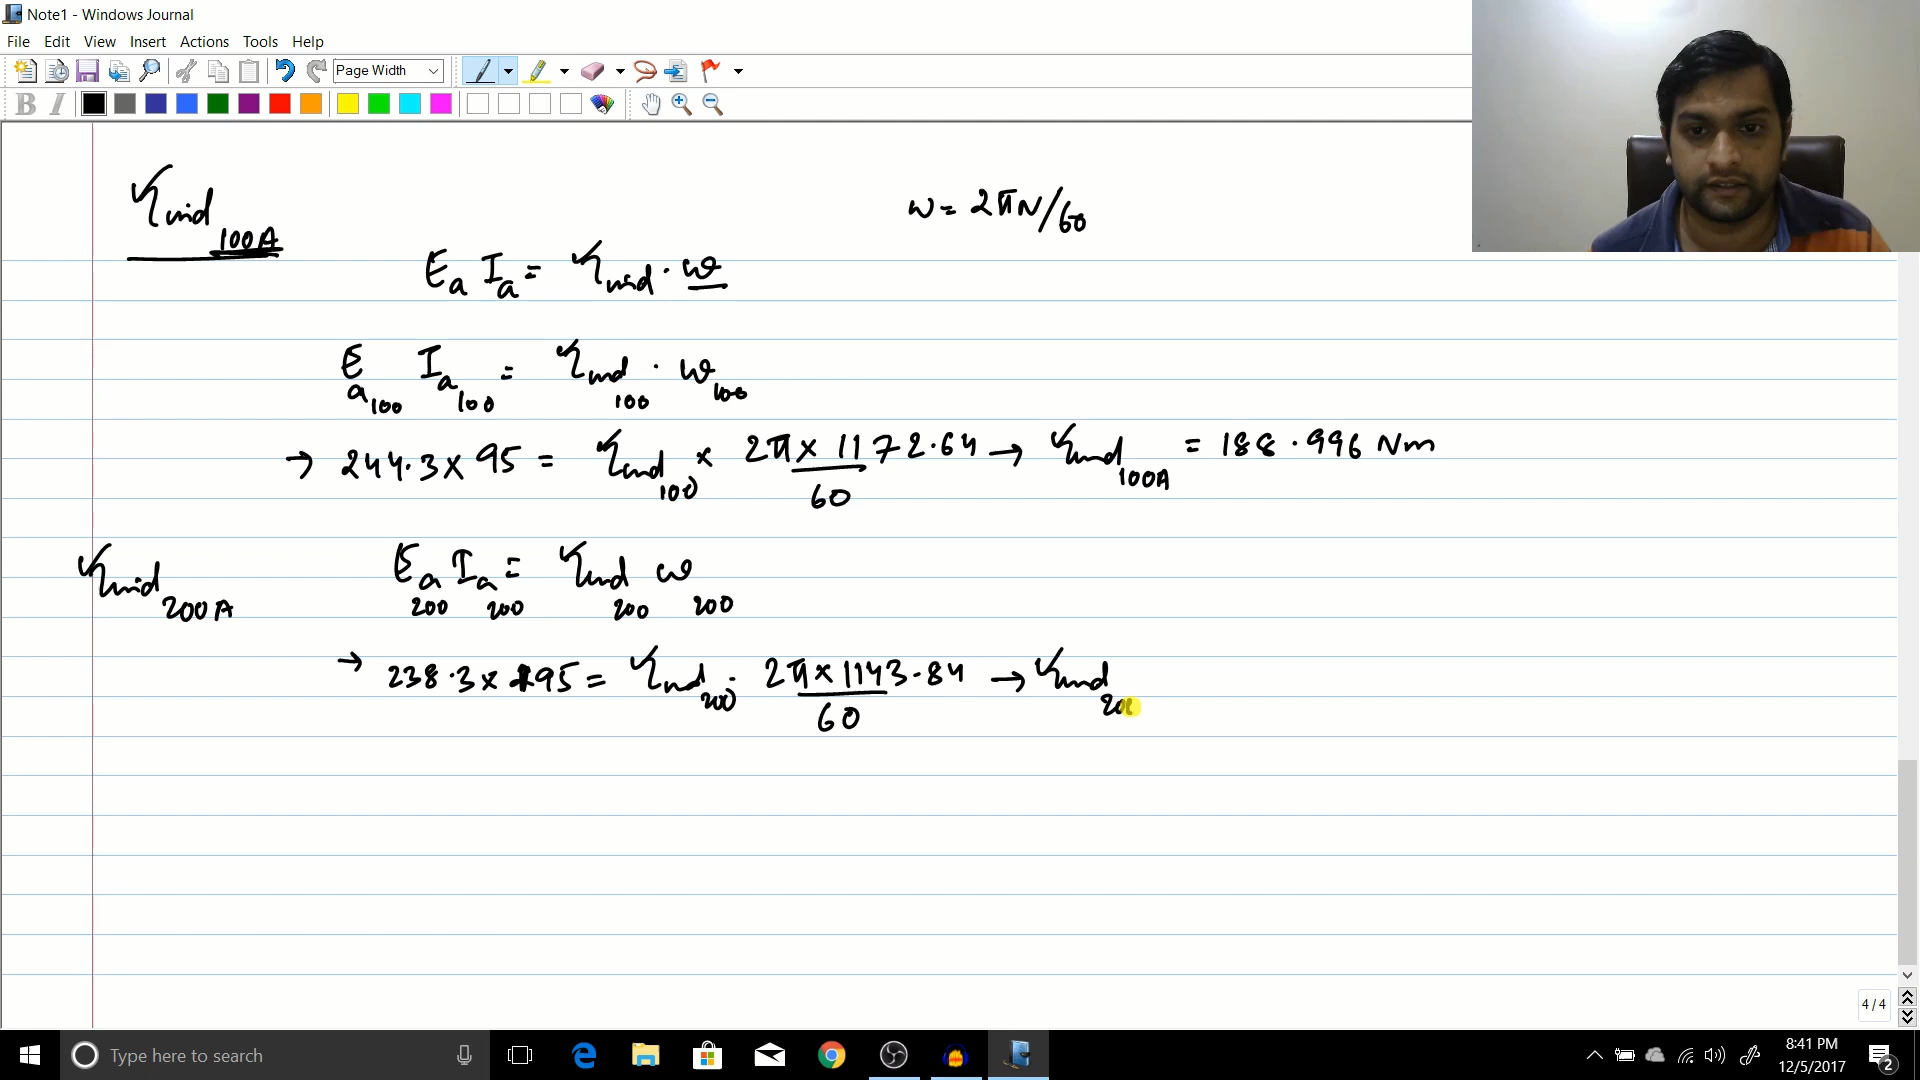 Note1 - Windows Journal
File Edit View Insert Actions Tools Help
Page Width
B I
τind 100A
ω = 2πN/60
Ea Ia = τind · ω
Ea100 Ia100 = τind100 · ω100
→ 244.3 × 95 = τind100 × 2π × 1172.64 / 60 → τind100A = 188.996 Nm
τind 200A
Ea200 Ia200 = τind200 ω200
→ 238.3 × 195 = τind200 · 2π × 1143.84 / 60 → τind200
4 / 4
Type here to search
8:41 PM
12/5/2017
2